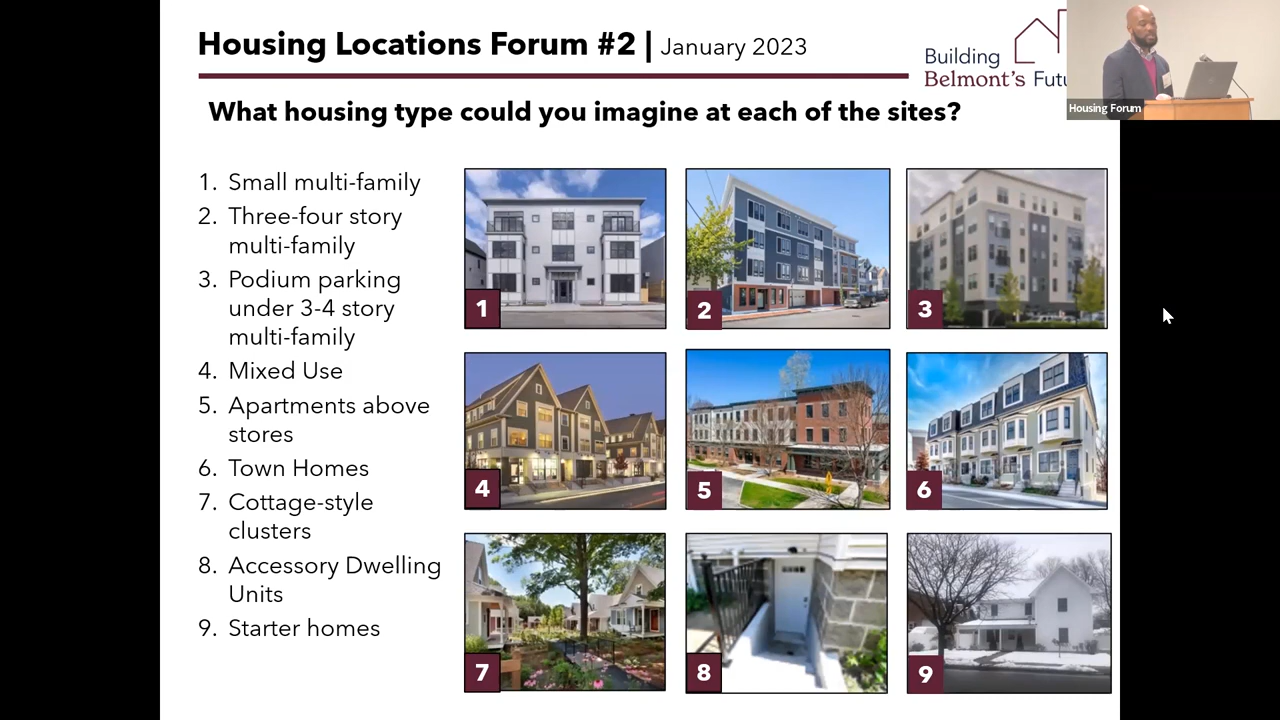 Housing Locations Forum #2 | January 2023
Building
Belmont's Futu
Housing Forum
What housing type could you imagine at each of the sites?
1. Small multi-family
2. Three-four story
multi-family
3. Podium parking
under 3-4 story
multi-family
4. Mixed Use
5. Apartments above
stores
6. Town Homes
7. Cottage-style
clusters
8. Accessory Dwelling
Units
9. Starter homes
1
2
3
4
5
6
7
8
9